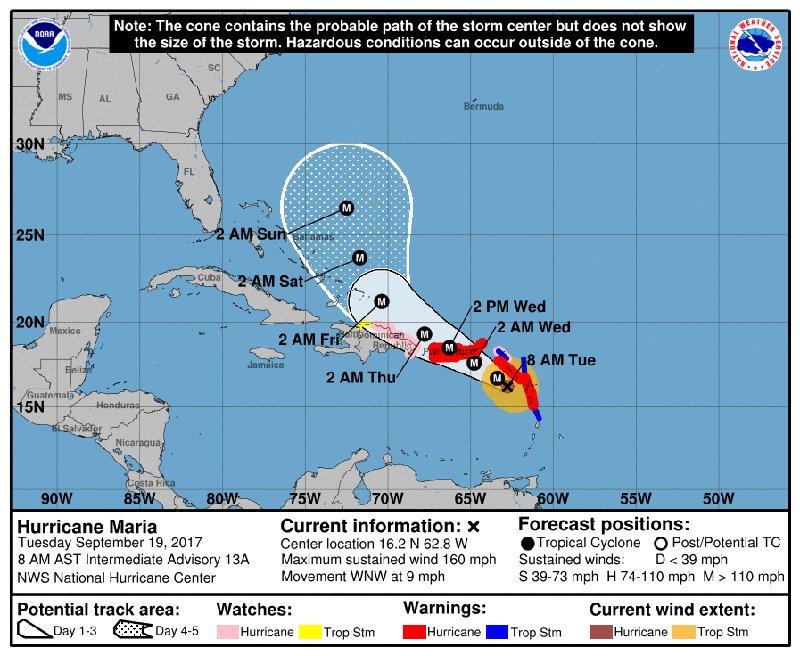 Note: The cone contains the probable path of the storm center but does not show
the size of the storm. Hazardous conditions can occur outside of the cone.
NOAA
NATIONAL WEATHER SERVICE
SC
MS
AL
GA
Bermuda
30N
FL
25N
2 AM Sun
Bahamas
Cuba
2 AM Sat
2 PM Wed
20N
2 AM Wed
Mexico
2 AM Fri
Haiti
Dominican
Republic
Jamaica
8 AM Tue
Belize
2 AM Thu
Guatemala
Honduras
15N
El Salvador
Nicaragua
Costa Rica
M
M
M
M
M
M
M
90W 85W 80W 75W 70W 65W 60W 55W 50W
Hurricane Maria
Tuesday September 19, 2017
8 AM AST Intermediate Advisory 13A
NWS National Hurricane Center
Current information: ×
Center location 16.2 N 62.8 W
Maximum sustained wind 160 mph
Movement WNW at 9 mph
Forecast positions:
Tropical Cyclone Post/Potential TC
Sustained winds: D < 39 mph
S 39-73 mph H 74-110 mph M > 110 mph
Potential track area:
Day 1-3 Day 4-5
Watches:
Hurricane Trop Stm
Warnings:
Hurricane Trop Stm
Current wind extent:
Hurricane Trop Stm